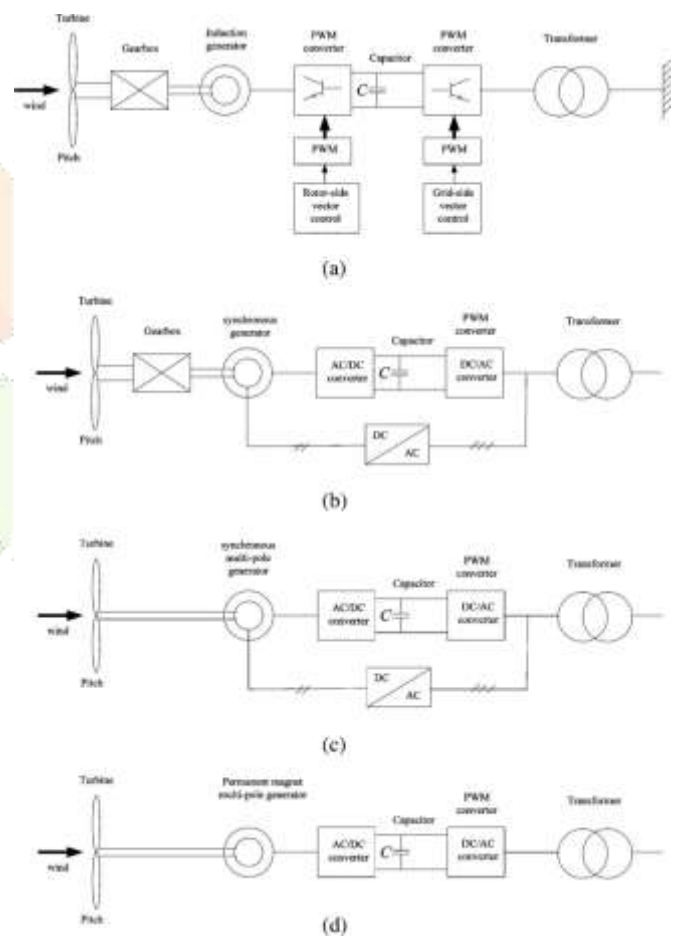 Turbine
Gearbox
Induction
generator
PWM
converter
Capacitor
PWM
converter
Transformer
wind
C
Pitch
PWM
PWM
Rotor-side
vector
control
Grid-side
vector
control
(a)
Turbine
Gearbox
synchronous
generator
Capacitor
PWM
converter
Transformer
wind
AC/DC
converter
C
DC/AC
converter
Pitch
DC
AC
(b)
Turbine
synchronous
multi-pole
generator
Capacitor
PWM
converter
Transformer
wind
AC/DC
converter
C
DC/AC
converter
Pitch
DC
AC
(c)
Turbine
Permanent magnet
multi-pole generator
Capacitor
PWM
converter
Transformer
wind
AC/DC
converter
C
DC/AC
converter
Pitch
(d)